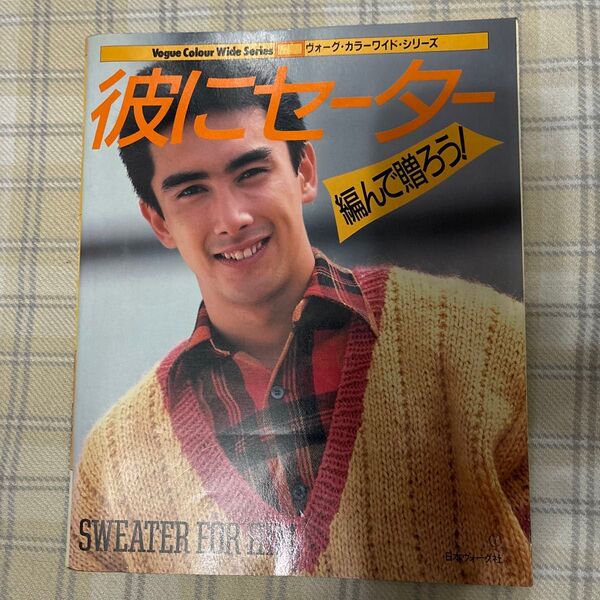 Vogue Colour Wide Series
ヴォーグ・カラーワイド・シリーズ
彼にセーター
編んで贈ろう!
SWEATER FOR
日本ヴォーグ社